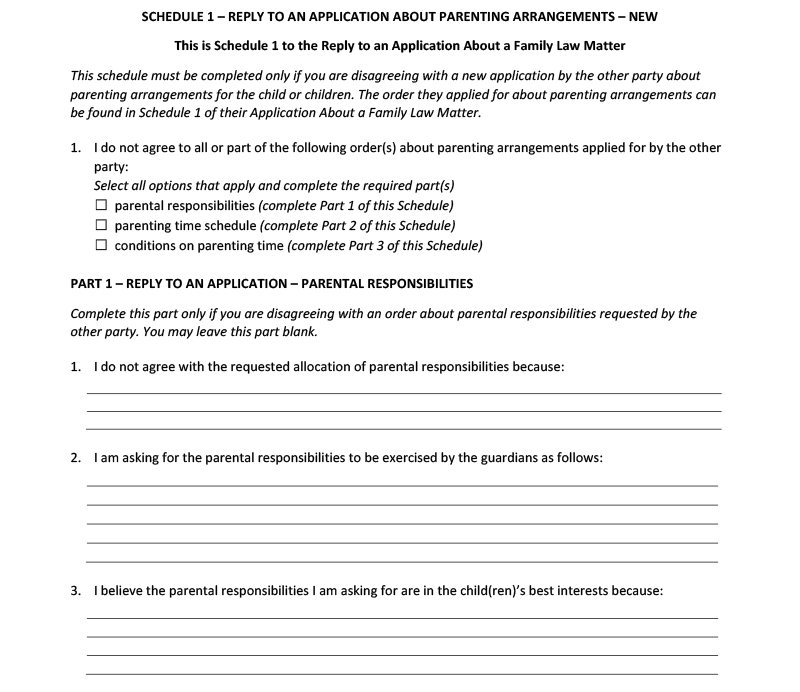 SCHEDULE 1 – REPLY TO AN APPLICATION ABOUT PARENTING ARRANGEMENTS – NEW
This is Schedule 1 to the Reply to an Application About a Family Law Matter
This schedule must be completed only if you are disagreeing with a new application by the other party about
parenting arrangements for the child or children. The order they applied for about parenting arrangements can
be found in Schedule 1 of their Application About a Family Law Matter.
1. I do not agree to all or part of the following order(s) about parenting arrangements applied for by the other
party:
Select all options that apply and complete the required part(s)
☐ parental responsibilities (complete Part 1 of this Schedule)
☐ parenting time schedule (complete Part 2 of this Schedule)
☐ conditions on parenting time (complete Part 3 of this Schedule)
PART 1 – REPLY TO AN APPLICATION – PARENTAL RESPONSIBILITIES
Complete this part only if you are disagreeing with an order about parental responsibilities requested by the
other party. You may leave this part blank.
1. I do not agree with the requested allocation of parental responsibilities because:
2. I am asking for the parental responsibilities to be exercised by the guardians as follows:
3. I believe the parental responsibilities I am asking for are in the child(ren)’s best interests because: